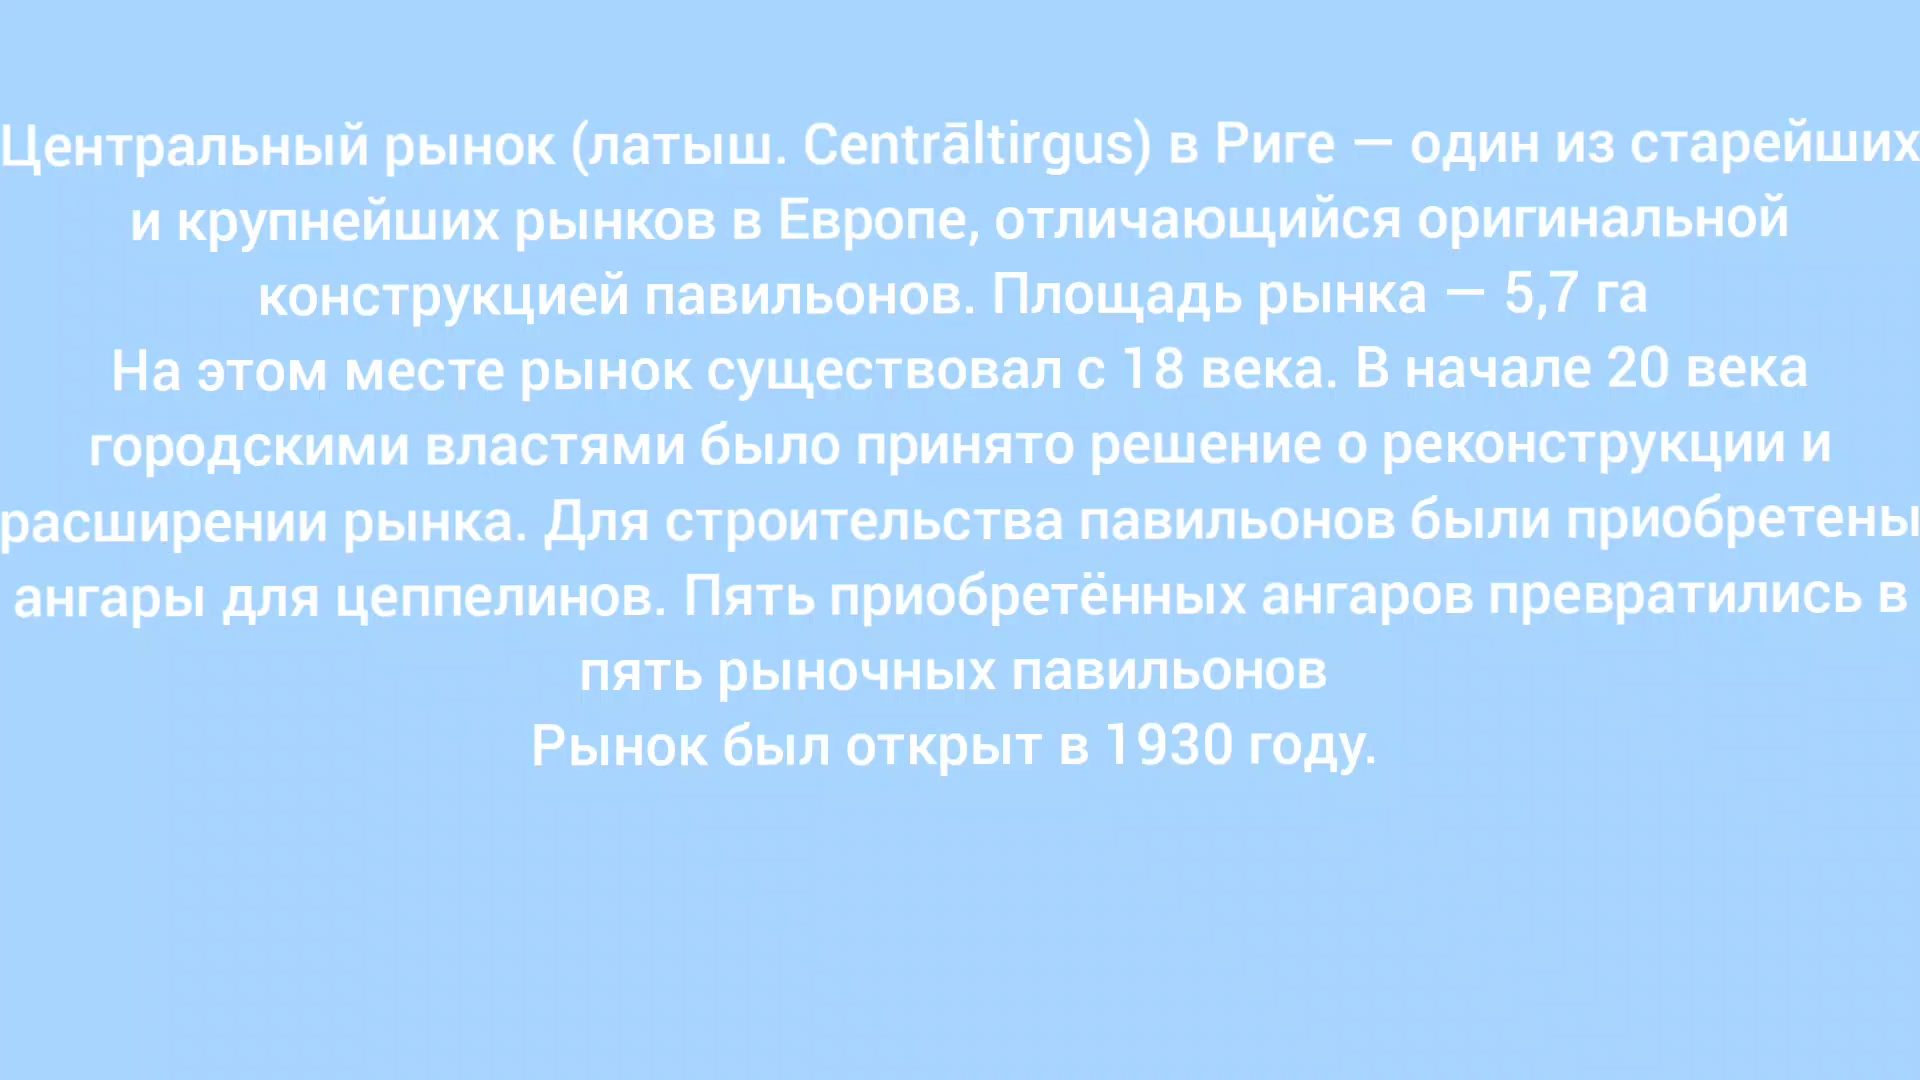 Центральный рынок (латыш. Centrāltirgus) в Риге — один из старейших
и крупнейших рынков в Европе, отличающийся оригинальной
конструкцией павильонов. Площадь рынка — 5,7 га
На этом месте рынок существовал с 18 века. В начале 20 века
городскими властями было принято решение о реконструкции и
расширении рынка. Для строительства павильонов были приобретены
ангары для цеппелинов. Пять приобретённых ангаров превратились в
пять рыночных павильонов
Рынок был открыт в 1930 году.